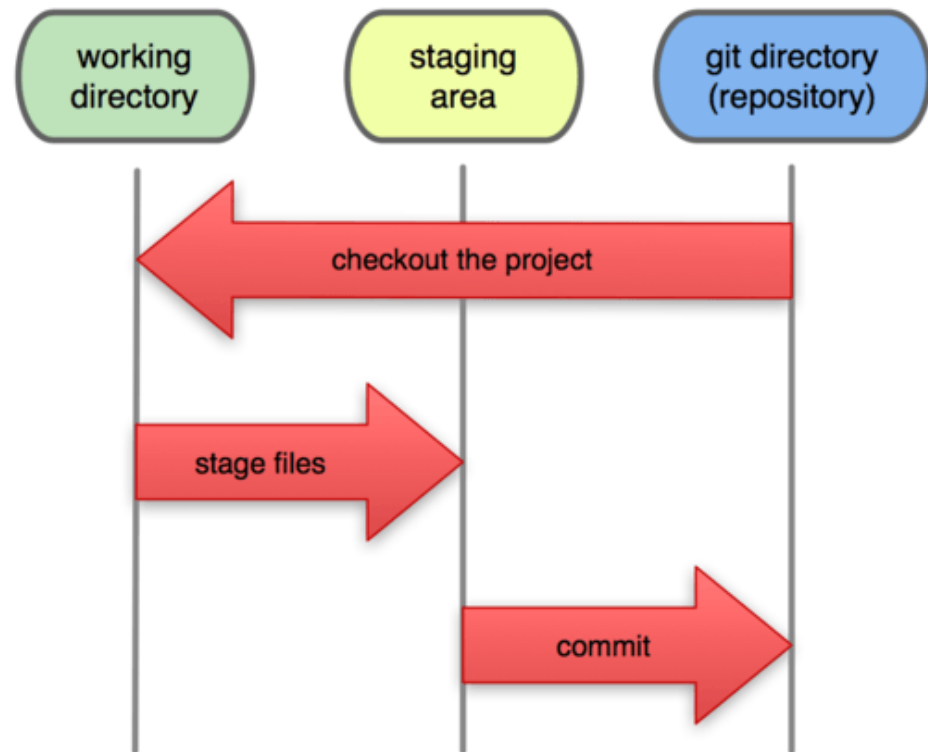 working
directory
staging
area
git directory
(repository)
checkout the project
stage files
commit